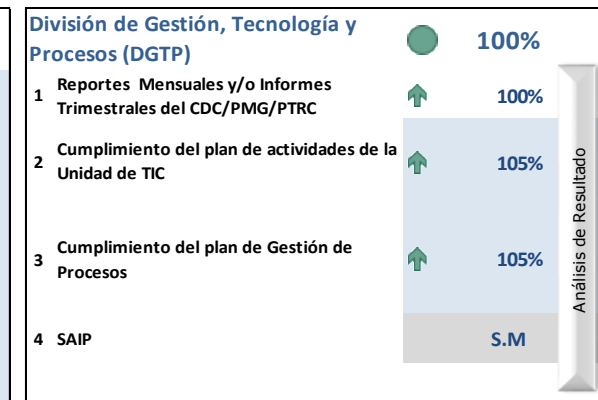 División de Gestión, Tecnología y
Procesos (DGTP)
100%
1 Reportes Mensuales y/o Informes
Trimestrales del CDC/PMG/PTRC
100%
2 Cumplimiento del plan de actividades de la
Unidad de TIC
105%
3 Cumplimiento del plan de Gestión de
Procesos
105%
4 SAIP
S.M
Análisis de Resultado